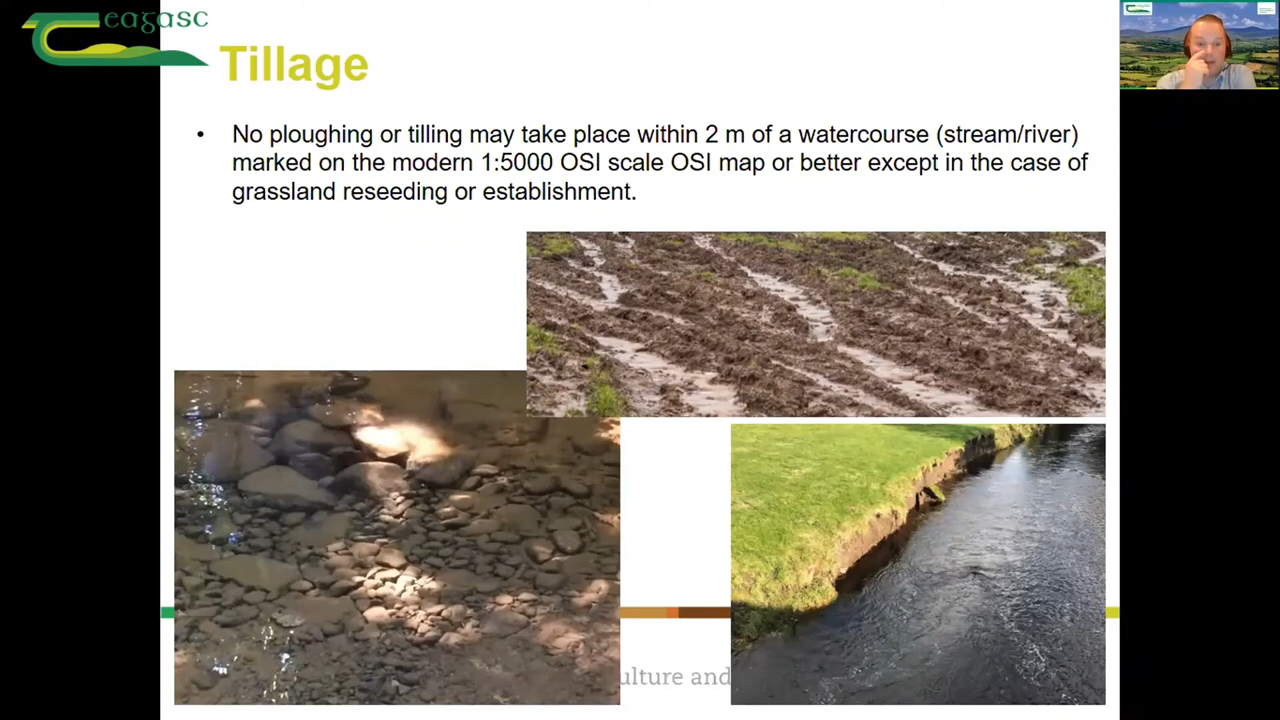 eagasc
Tillage
• No ploughing or tilling may take place within 2 m of a watercourse (stream/river)
marked on the modern 1:5000 OSI scale OSI map or better except in the case of
grassland reseeding or establishment.
ulture and